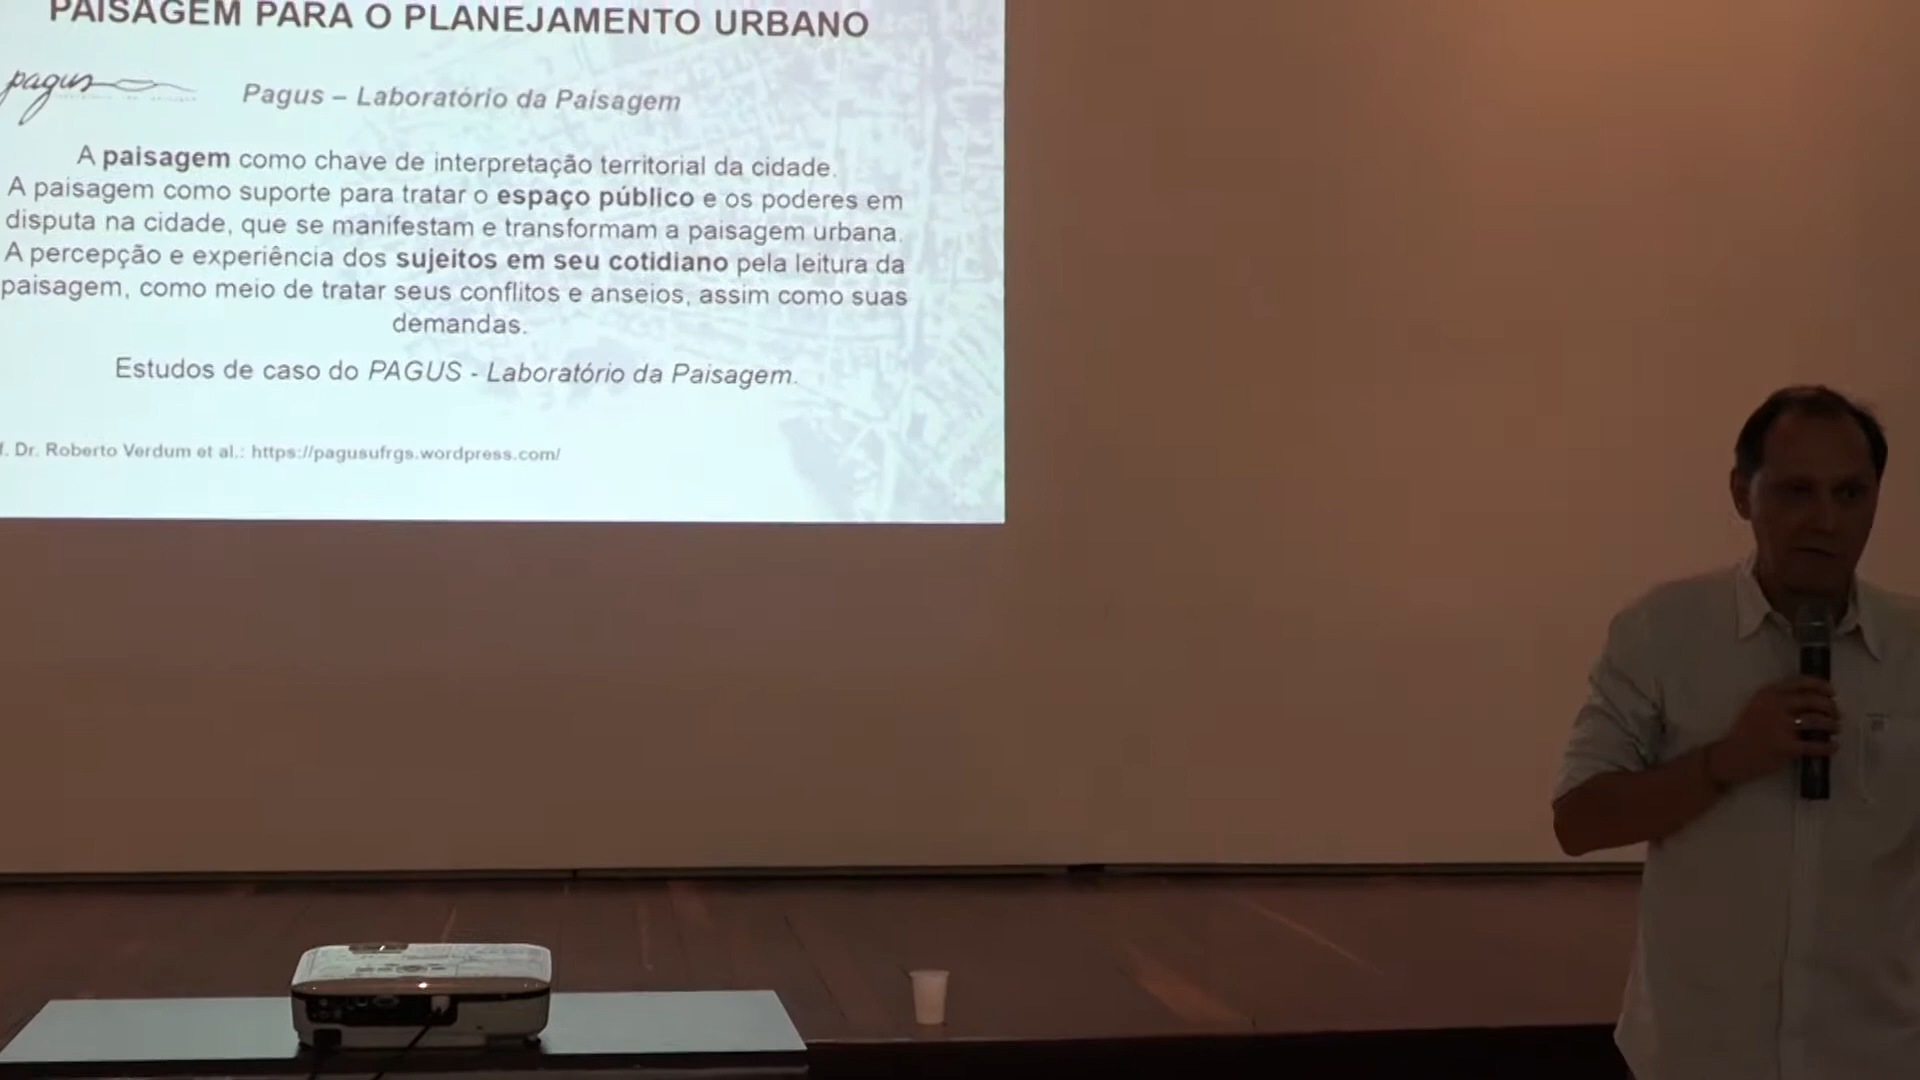 PAISAGEM PARA O PLANEJAMENTO URBANO
pagus
Pagus – Laboratório da Paisagem
A paisagem como chave de interpretação territorial da cidade.
A paisagem como suporte para tratar o espaço público e os poderes em
disputa na cidade, que se manifestam e transformam a paisagem urbana.
A percepção e experiência dos sujeitos em seu cotidiano pela leitura da
paisagem, como meio de tratar seus conflitos e anseios, assim como suas
demandas.
Estudos de caso do PAGUS - Laboratório da Paisagem.
f. Dr. Roberto Verdum et al.: https://pagusufrgs.wordpress.com/